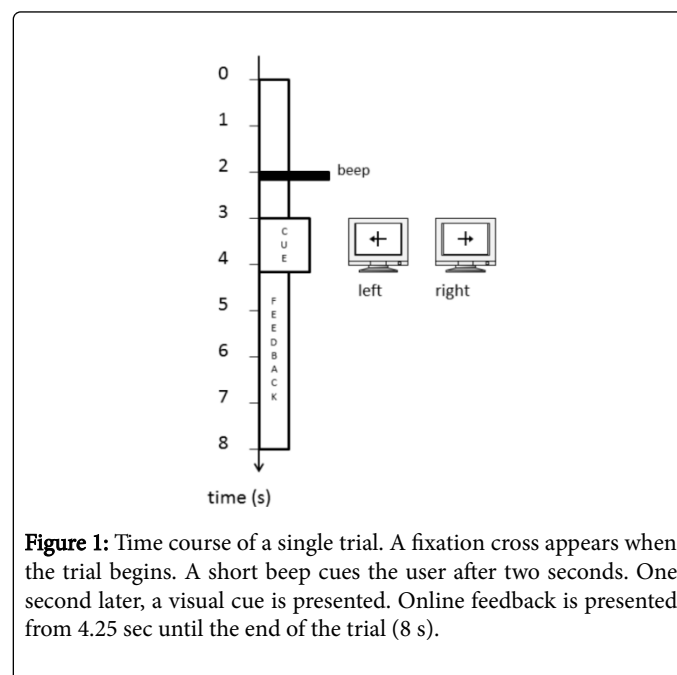 0
1
2
beep
3
CUE
4
left right
5
FEEDBACK
6
7
8
time (s)
Figure 1: Time course of a single trial. A fixation cross appears when
the trial begins. A short beep cues the user after two seconds. One
second later, a visual cue is presented. Online feedback is presented
from 4.25 sec until the end of the trial (8 s).